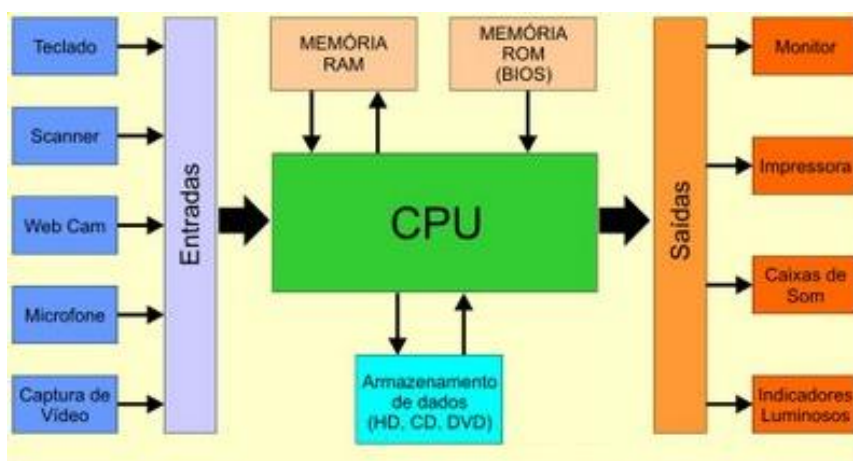 Teclado
Scanner
Web Cam
Microfone
Captura de
Vídeo
Entradas
MEMÓRIA
RAM
MEMÓRIA
ROM
(BIOS)
CPU
Armazenamento
de dados
(HD, CD, DVD)
Saídas
Monitor
Impressora
Caixas de
Som
Indicadores
Luminosos